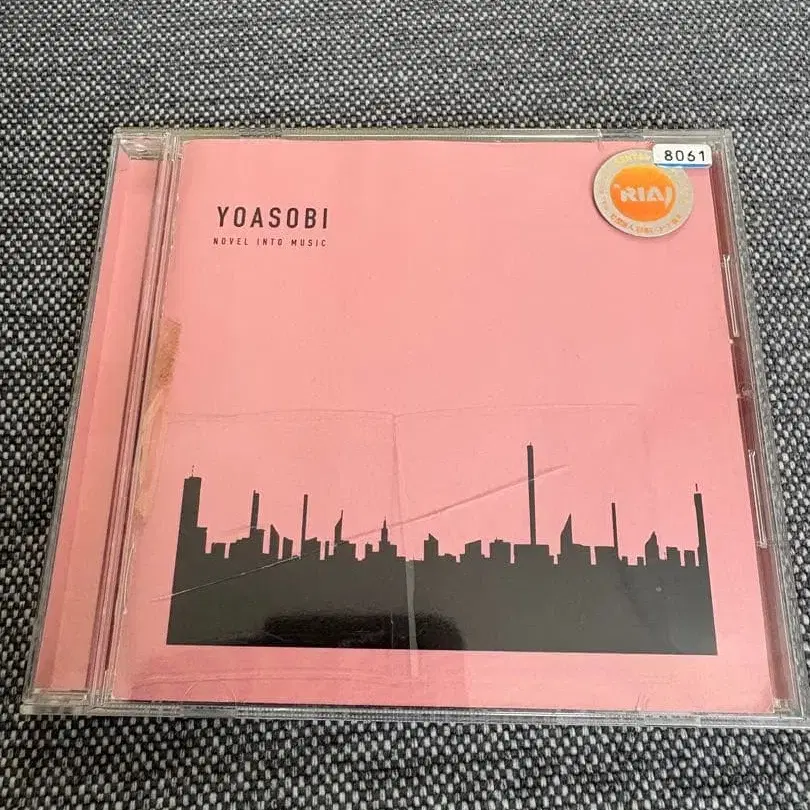 YOASOBI
NOVEL INTO MUSIC
8061
RIAJ